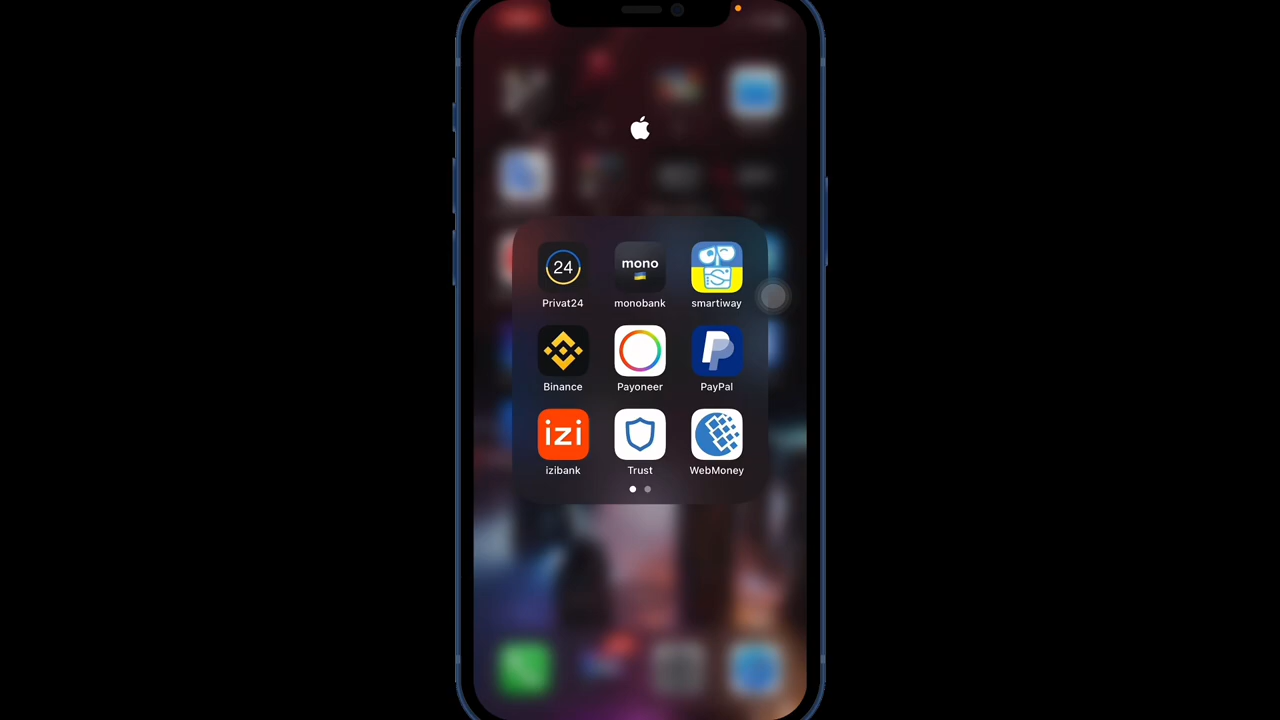 24
mono
Privat24
monobank
smartiway
Binance
Payoneer
PayPal
izi
izibank
Trust
WebMoney